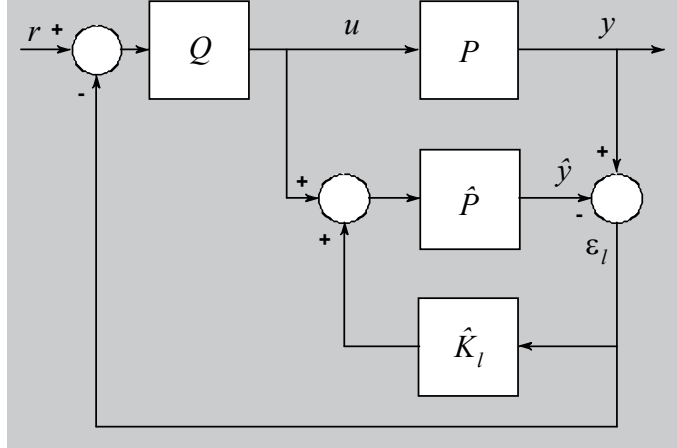 r + Q u P y
-
+ P̂ ŷ +
+ -
ε_l
K̂_l